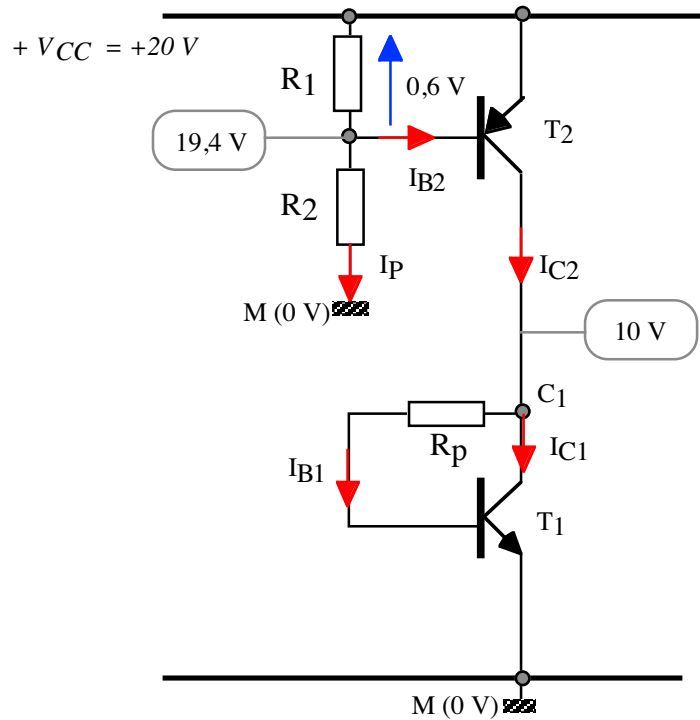 + VCC = +20 V
R1
0,6 V
19,4 V
T2
IB2
R2
IP
IC2
M (0 V)
10 V
C1
Rp
IC1
IB1
T1
M (0 V)